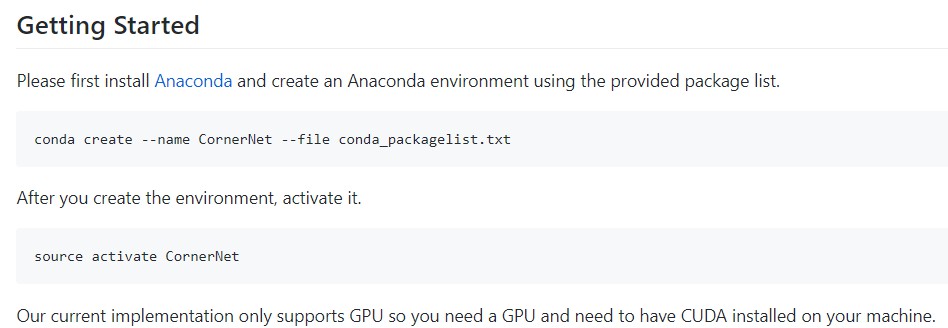 Getting Started
Please first install Anaconda and create an Anaconda environment using the provided package list.
conda create --name CornerNet --file conda_packagelist.txt
After you create the environment, activate it.
source activate CornerNet
Our current implementation only supports GPU so you need a GPU and need to have CUDA installed on your machine.